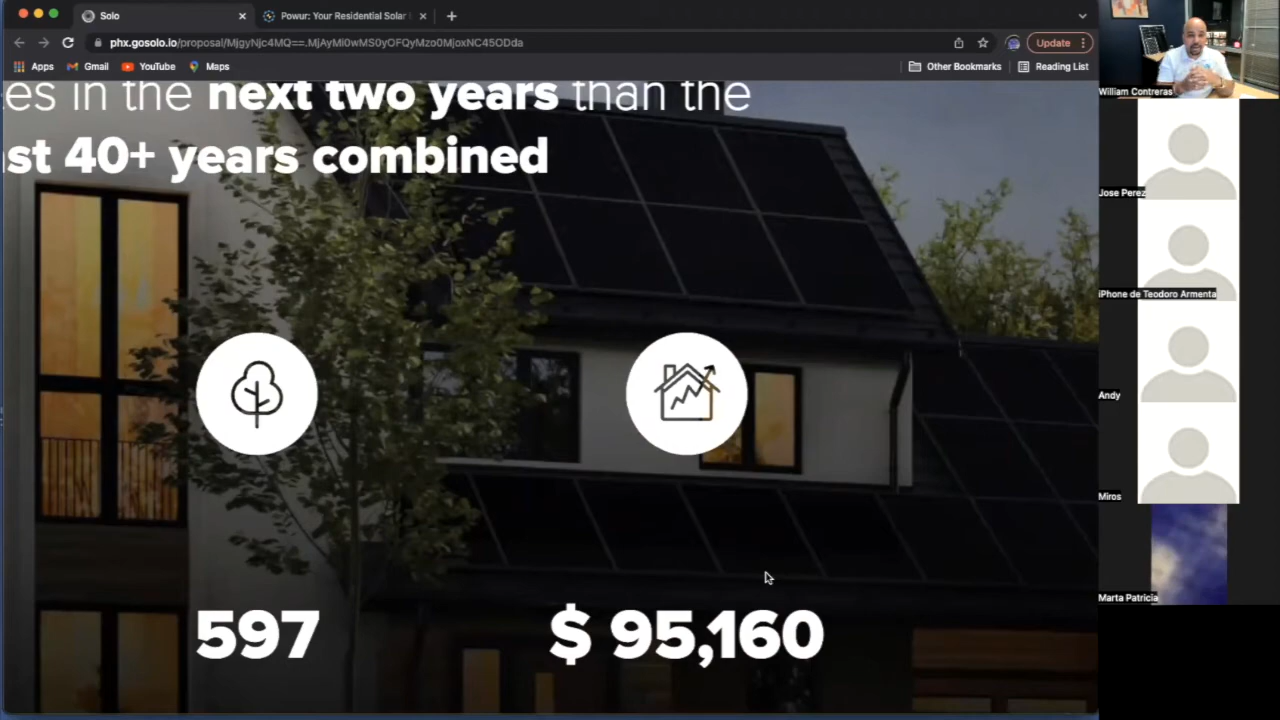 Solo
Powur: Your Residential Solar
phx.gosolo.io/proposal/MjgyNjc4MQ==.MjAyMi0wMS0yOFQyMzo0MjoxNC45ODda
Update
Apps
Gmail
YouTube
Maps
Other Bookmarks
Reading List
es in the next two years than the
st 40+ years combined
597
$ 95,160
William Contreras
Jose Perez
iPhone de Teodoro Armenta
Andy
Miros
Marta Patricia